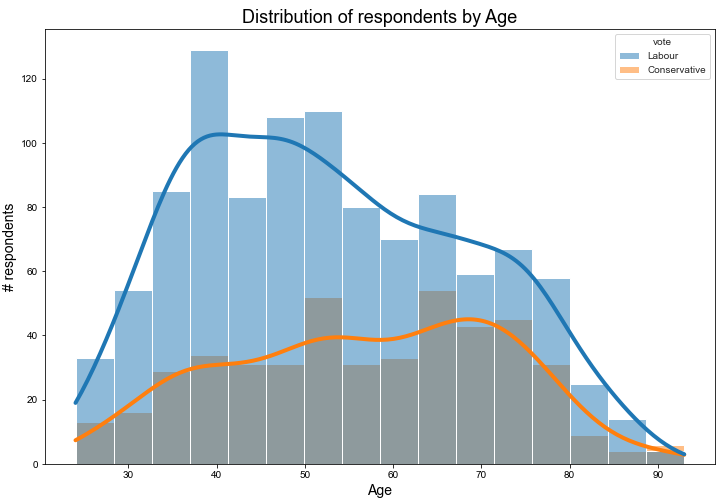 Distribution of respondents by Age
vote
Labour
Conservative
# respondents
120
100
80
60
40
20
0
30 40 50 60 70 80 90
Age